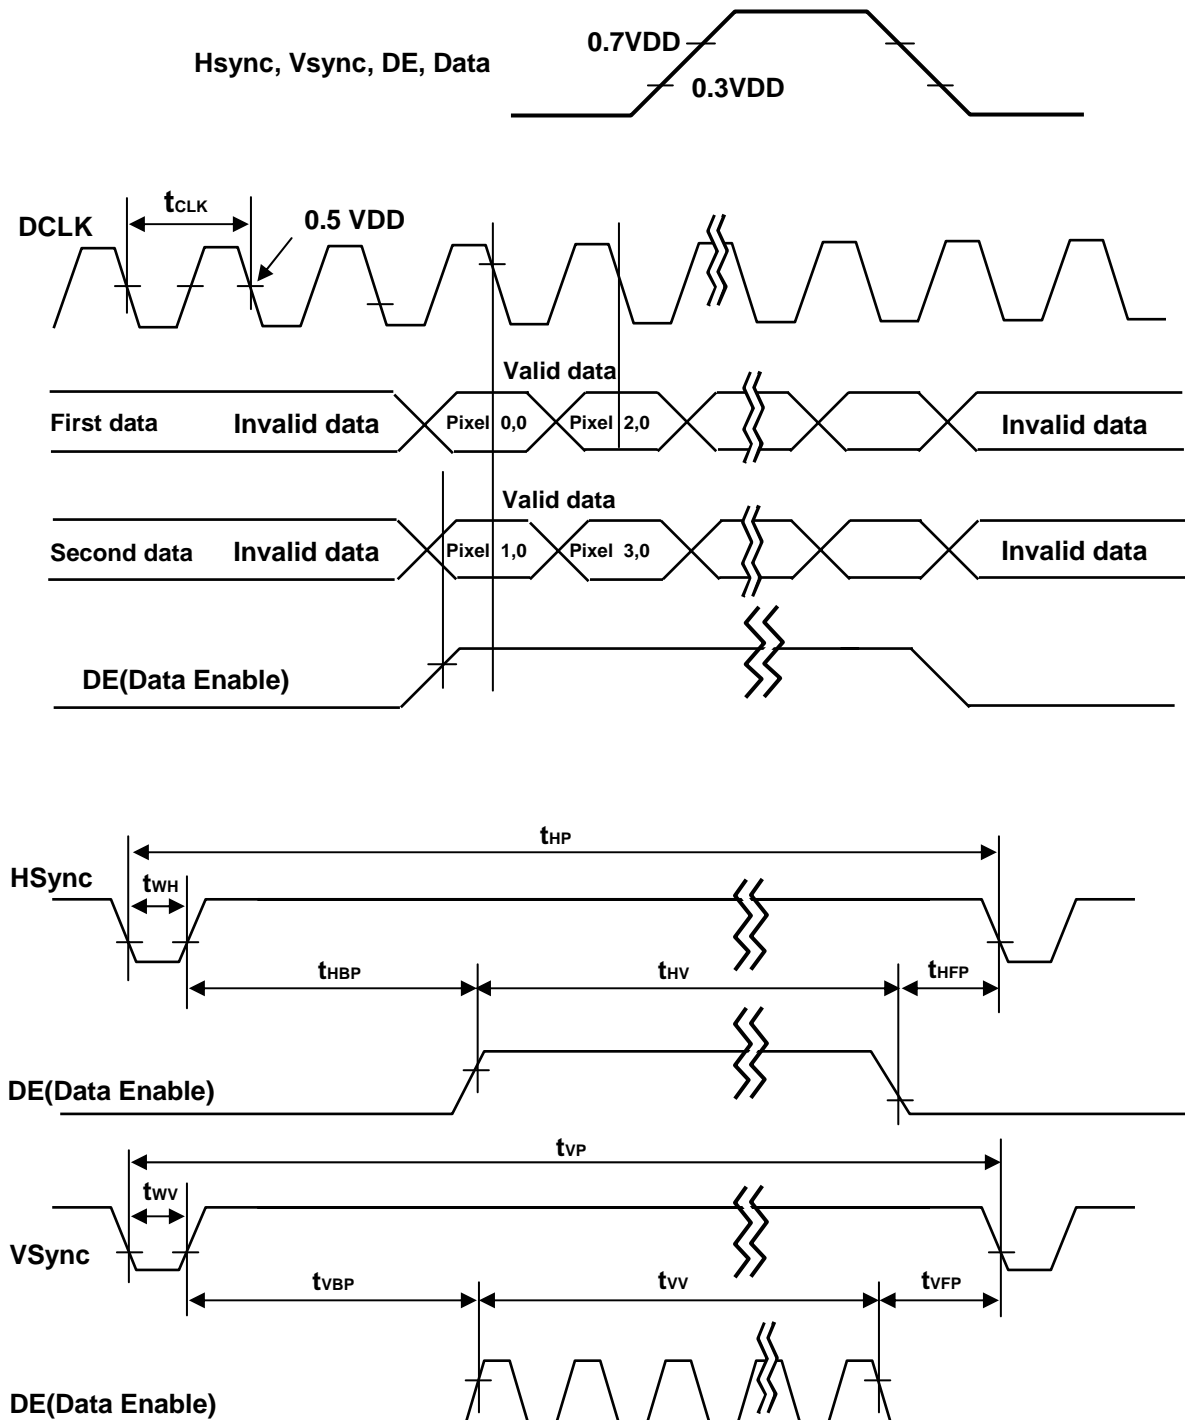 0.7VDD
Hsync, Vsync, DE, Data
0.3VDD
tCLK
DCLK
0.5 VDD
Valid data
First data Invalid data Pixel 0,0 Pixel 2,0 Invalid data
Valid data
Second data Invalid data Pixel 1,0 Pixel 3,0 Invalid data
DE(Data Enable)
tHP
HSync
tWH
tHBP tHV tHFP
DE(Data Enable)
tVP
tWV
VSync
tVBP tVV tVFP
DE(Data Enable)